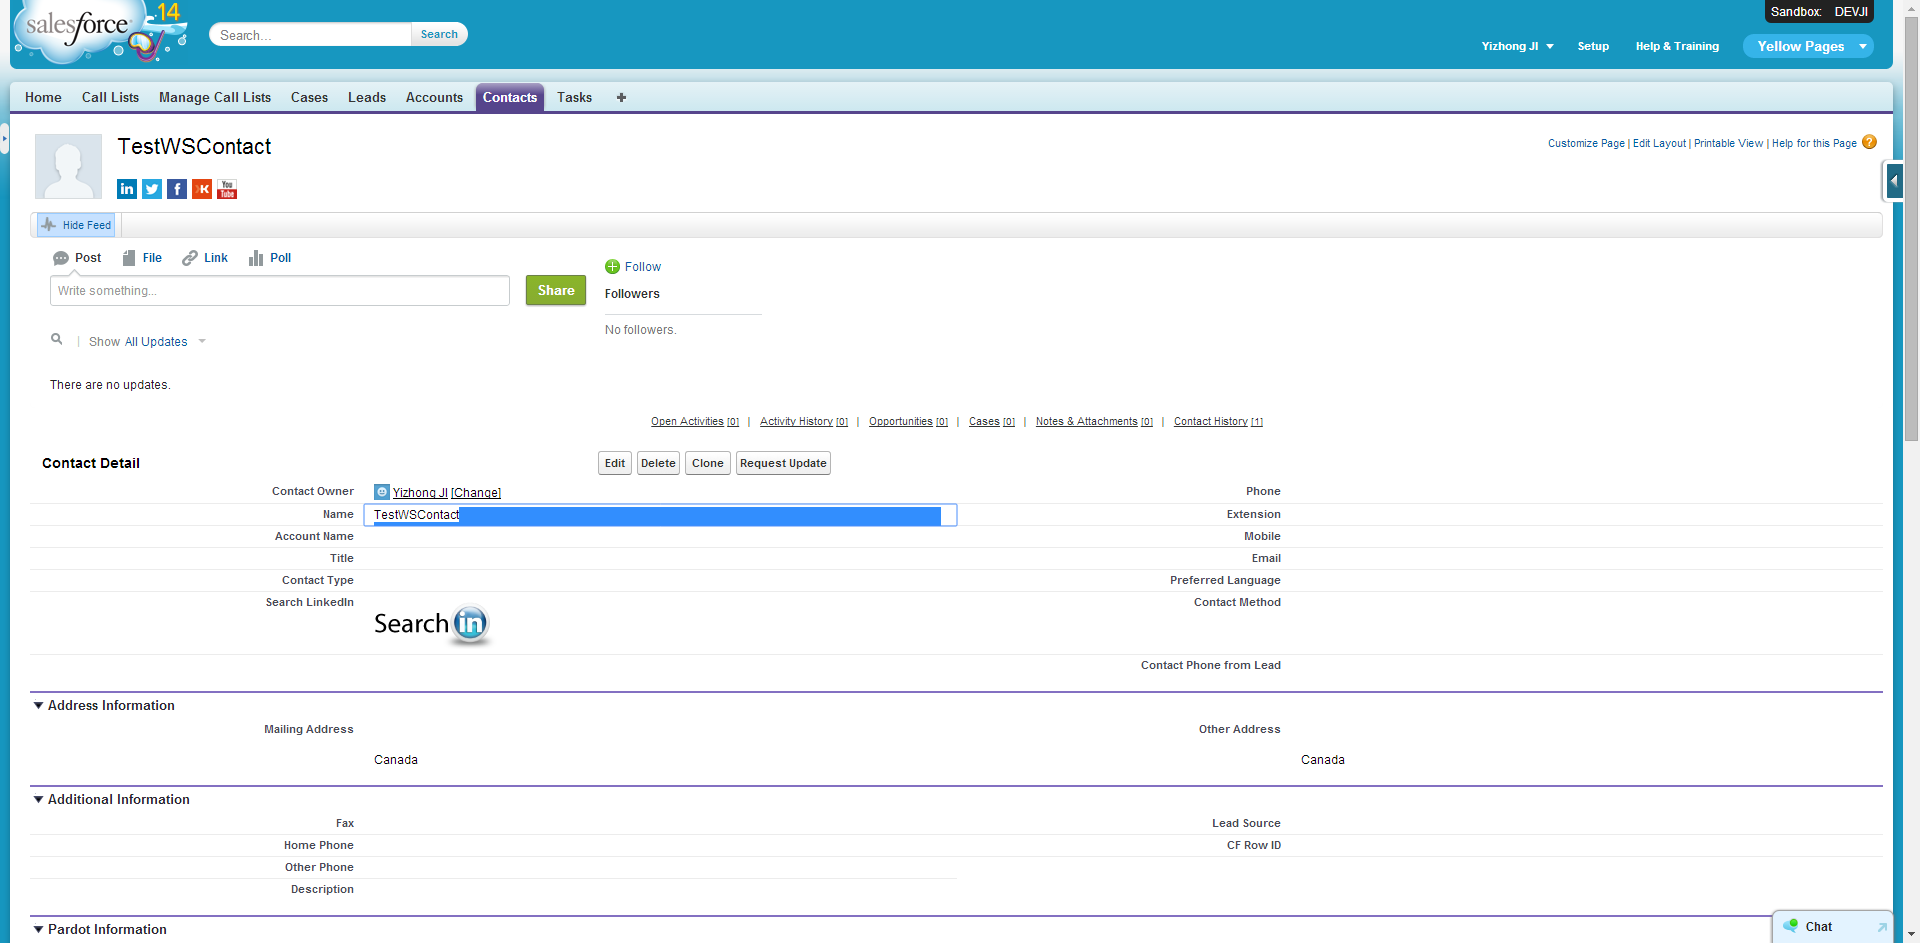 Sandbox: DEVJI
salesforce 14
Search...
Search
Yizhong JI
Setup
Help & Training
Yellow Pages
Home Call Lists Manage Call Lists Cases Leads Accounts Contacts Tasks +
TestWSContact
Customize Page | Edit Layout | Printable View | Help for this Page ?
in f K You Tube
Hide Feed
Post File Link Poll
Write something...
Share
Follow
Followers
No followers.
Show All Updates
There are no updates.
Open Activities [0] | Activity History [0] | Opportunities [0] | Cases [0] | Notes & Attachments [0] | Contact History [1]
Contact Detail
Edit Delete Clone Request Update
Contact Owner Yizhong JI [Change] Phone
Name TestWSContact Extension
Account Name Mobile
Title Email
Contact Type Preferred Language
Search LinkedIn Contact Method
Search in
Contact Phone from Lead
Address Information
Mailing Address Other Address
Canada Canada
Additional Information
Fax Lead Source
Home Phone CF Row ID
Other Phone
Description
Pardot Information
Chat